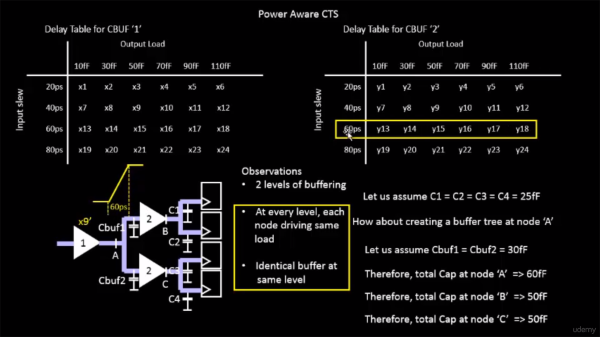 Power Aware CTS
Delay Table for CBUF '1'
Output Load
10fF 30fF 50fF 70fF 90fF 110fF
Input slew
20ps x1 x2 x3 x4 x5 x6
40ps x7 x8 x9 x10 x11 x12
60ps x13 x14 x15 x16 x17 x18
80ps x19 x20 x21 x22 x23 x24
Delay Table for CBUF '2'
Output Load
10fF 30fF 50fF 70fF 90fF 110fF
Input slew
20ps y1 y2 y3 y4 y5 y6
40ps y7 y8 y9 y10 y11 y12
60ps y13 y14 y15 y16 y17 y18
80ps y19 y20 y21 y22 y23 y24
60ps
x9'
1
A
Cbuf1
Cbuf2
2
2
B
C
C1
C2
C3
C4
Observations
• 2 levels of buffering
• At every level, each
node driving same
load
• Identical buffer at
same level
Let us assume C1 = C2 = C3 = C4 = 25fF
How about creating a buffer tree at node 'A'
Let us assume Cbuf1 = Cbuf2 = 30fF
Therefore, total Cap at node 'A' => 60fF
Therefore, total Cap at node 'B' => 50fF
Therefore, total Cap at node 'C' => 50fF
udemy